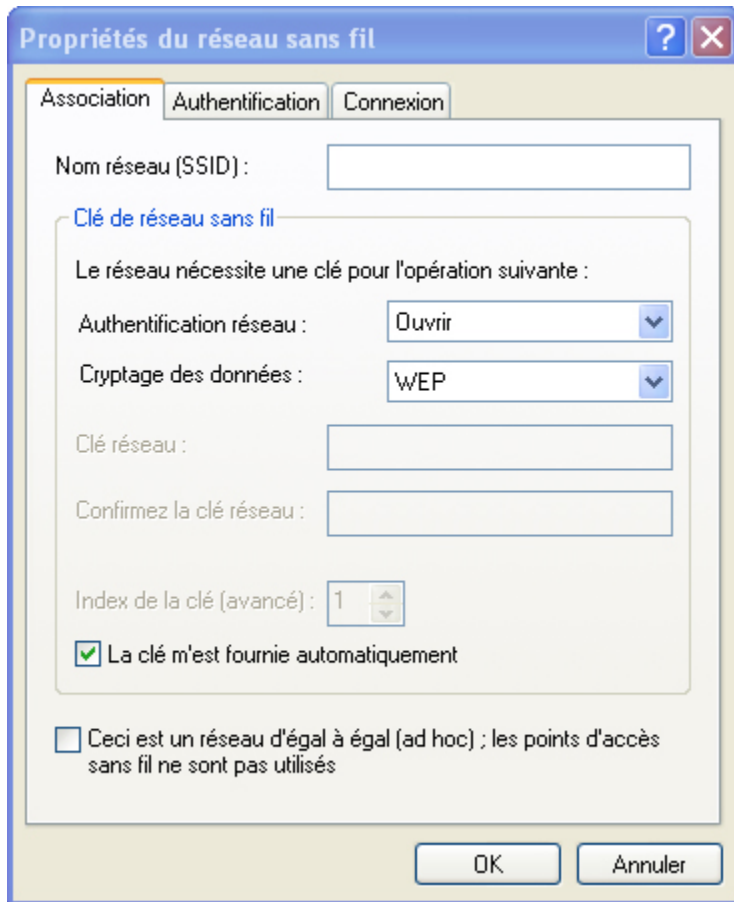 Propriétés du réseau sans fil
Association Authentification Connexion
Nom réseau (SSID) :
Clé de réseau sans fil
Le réseau nécessite une clé pour l'opération suivante :
Authentification réseau : Ouvrir
Cryptage des données : WEP
Clé réseau :
Confirmez la clé réseau :
Index de la clé (avancé) : 1
La clé m'est fournie automatiquement
Ceci est un réseau d'égal à égal (ad hoc) ; les points d'accès
sans fil ne sont pas utilisés
OK Annuler